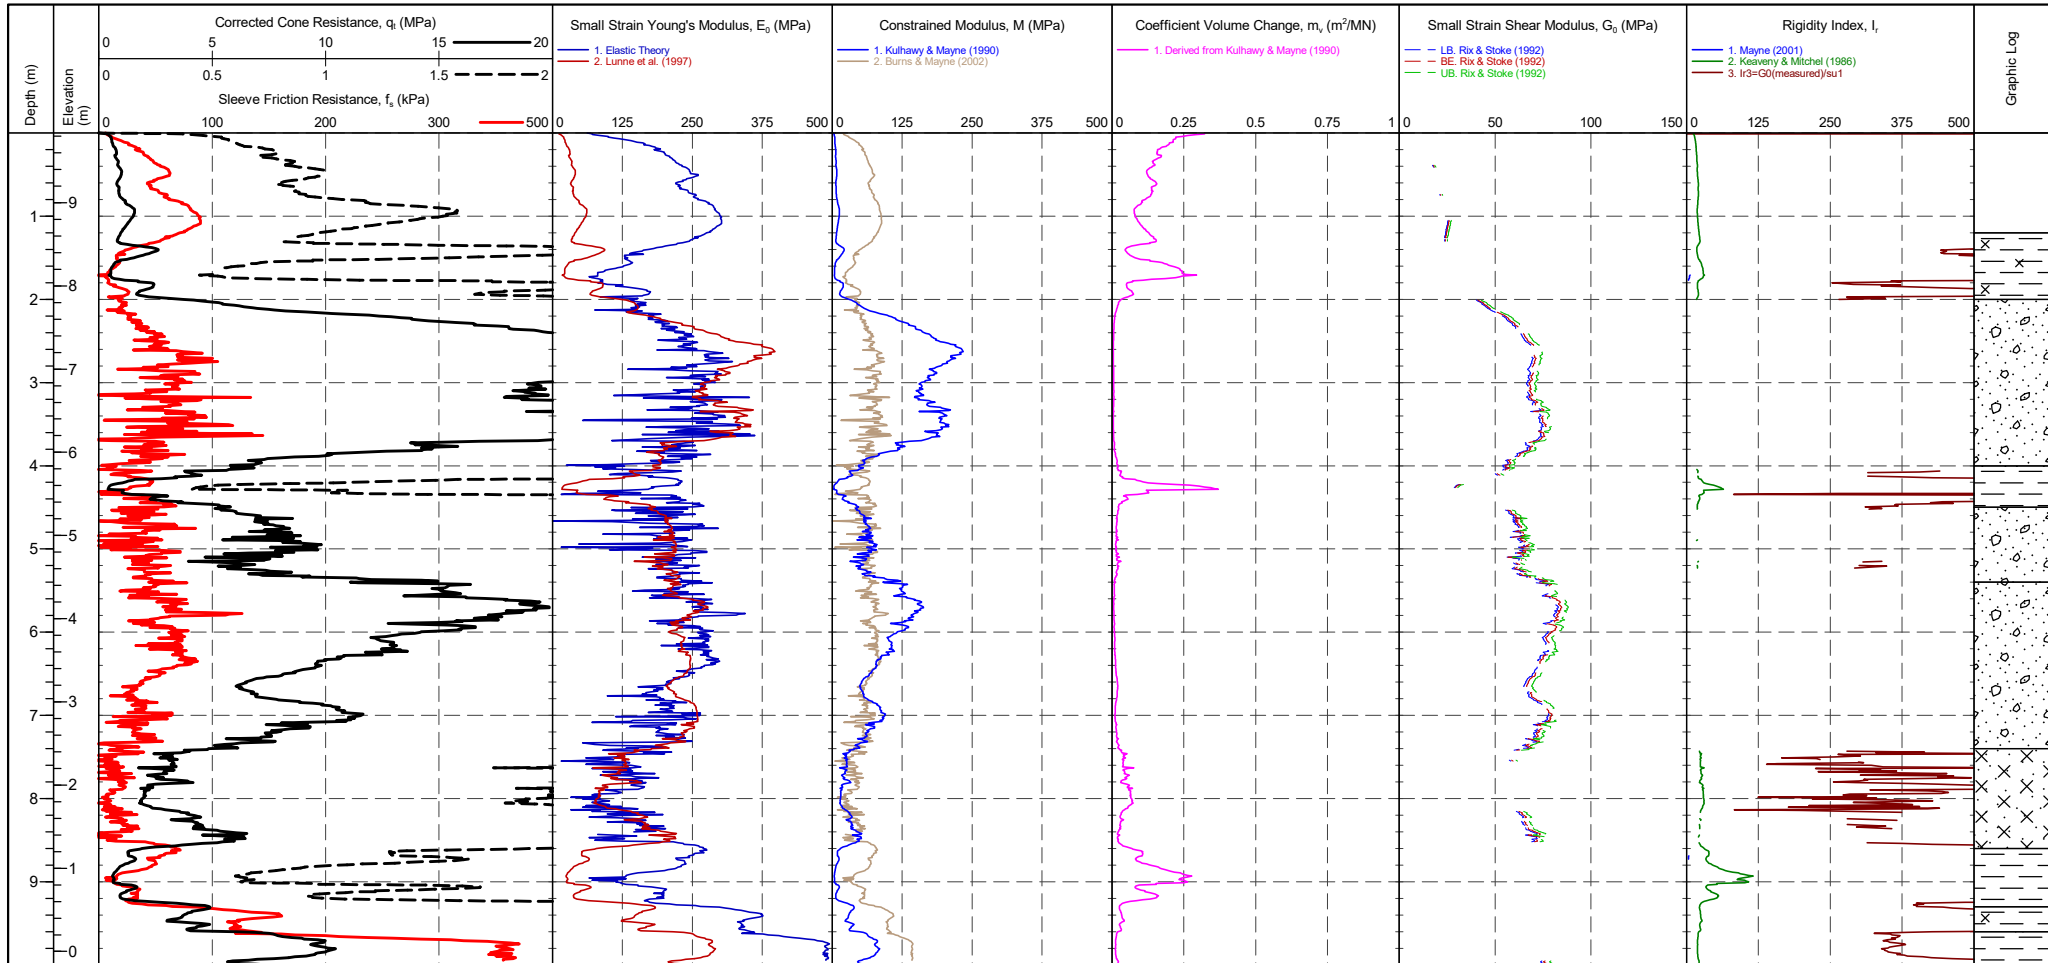 Corrected Cone Resistance, qt (MPa)
0 5 10 15 20
0 0.5 1 1.5 2
Sleeve Friction Resistance, fs (kPa)
0 100 200 300 500
Small Strain Young's Modulus, E0 (MPa)
1. Elastic Theory
2. Lunne et al. (1997)
0 125 250 375 500
Constrained Modulus, M (MPa)
1. Kulhawy & Mayne (1990)
2. Burns & Mayne (2002)
0 125 250 375 500
Coefficient Volume Change, mv (m²/MN)
1. Derived from Kulhawy & Mayne (1990)
0 0.25 0.5 0.75 1
Small Strain Shear Modulus, G0 (MPa)
LB. Rix & Stoke (1992)
BE. Rix & Stoke (1992)
UB. Rix & Stoke (1992)
0 50 100 150
Rigidity Index, Ir
1. Mayne (2001)
2. Keaveny & Mitchel (1986)
3. Ir3=G0(measured)/su1
0 125 250 375 500
Graphic Log
Depth (m)
Elevation
(m)
9
1
8
2
7
3
6
4
5
5
4
6
3
7
2
8
1
9
0